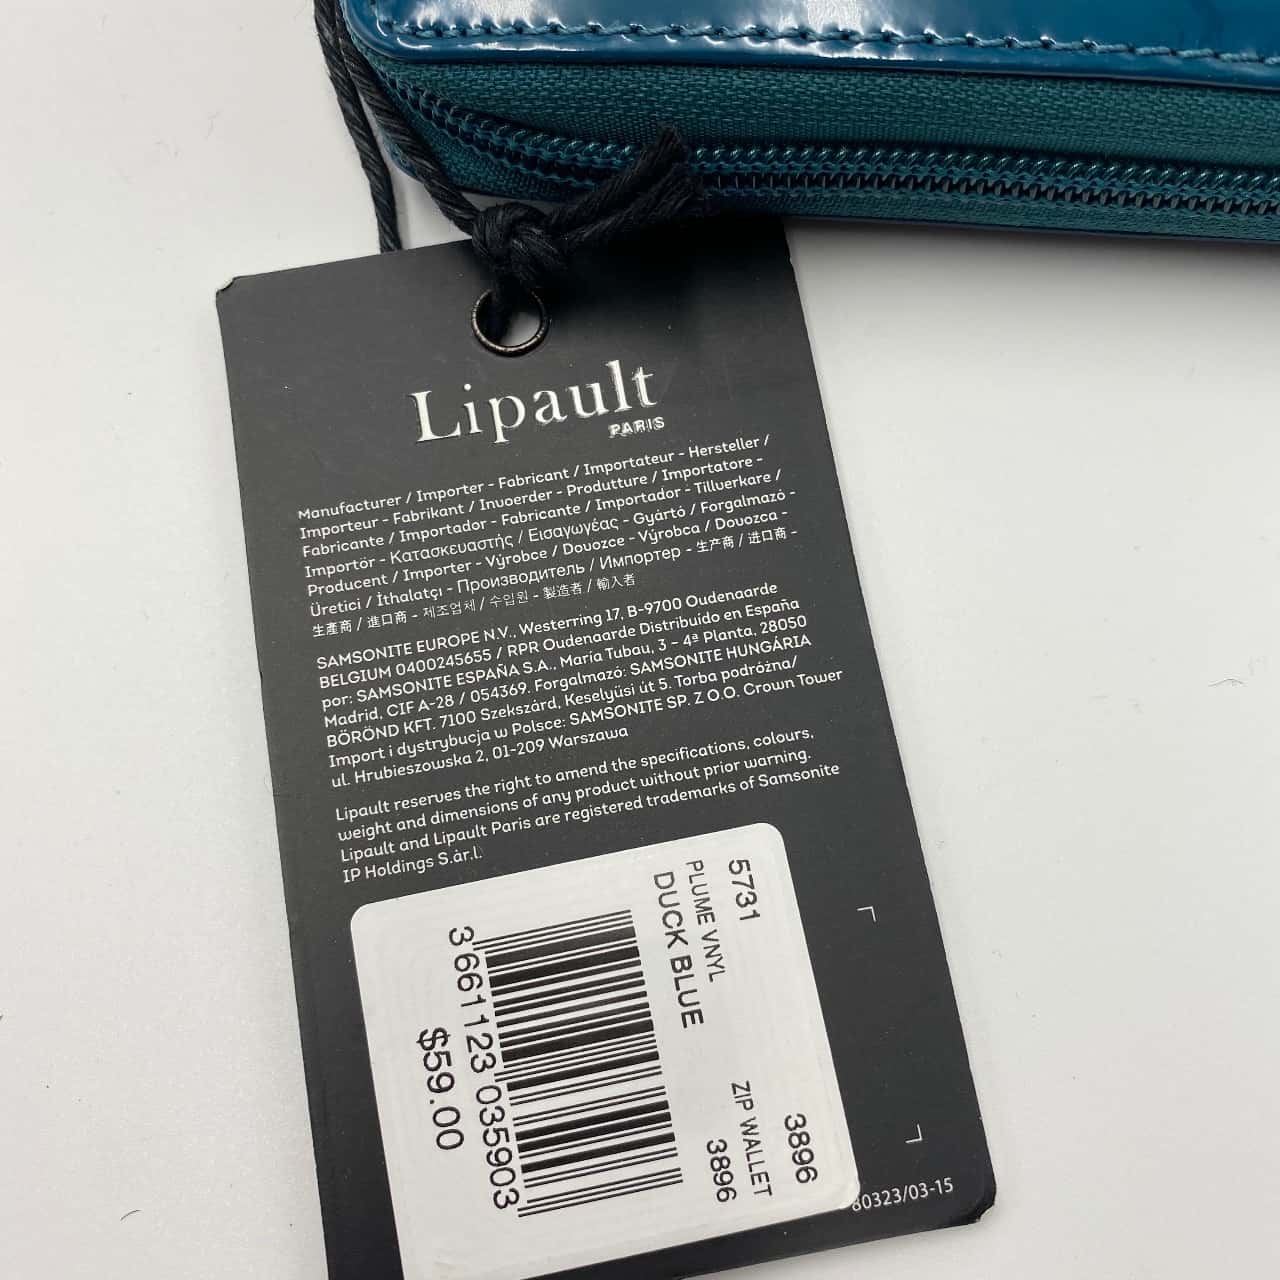 Lipault
PARIS
Manufacturer / Importer - Fabricant / Importateur - Hersteller /
Importeur - Fabrikant / Invoerder - Produtture / Importatore -
Fabricante / Importador - Fabricante / Importador - Tillverkare /
Importör - Κατασκευαστής / Εισαγωγέας - Gyártó / Forgalmazó -
Producent / Importer - Výrobce / Dovozce - Výrobca / Dovozca -
Üretici / İthalatçı - Производитель / Импортер - 生产商 / 进口商 -
生產商 / 進口商 - 제조업체 / 수입원 - 製造者 / 輸入者
SAMSONITE EUROPE N.V., Westerring 17, B-9700 Oudenaarde
BELGIUM 0400245655 / RPR Oudenaarde Distribuido en España
por: SAMSONITE ESPAÑA S.A., María Tubau, 3 - 4ª Planta, 28050
Madrid, CIF A-28 / 054369. Forgalmazó: SAMSONITE HUNGÁRIA
BÖRÖND KFT. 7100 Szekszárd, Keselyűsi út 5. Torba podróżna/
Import i dystrybucja w Polsce: SAMSONITE SP. Z O.O. Crown Tower
ul. Hrubieszowska 2, 01-209 Warszawa
Lipault reserves the right to amend the specifications, colours,
weight and dimensions of any product without prior warning.
Lipault and Lipault Paris are registered trademarks of Samsonite
IP Holdings S.àr.l.
5731 3896
PLUME VNYL ZIP WALLET
DUCK BLUE 3896
3 661123 035903
$59.00
80323/03-15